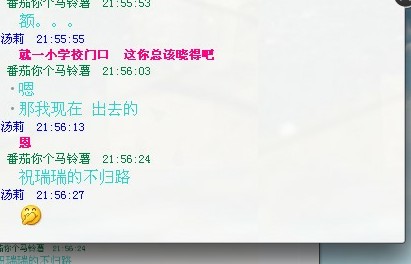 番茄你个马铃薯 21:55:53
额。。。
汤莉 21:55:55
就一小学校门口 这你总该晓得吧
番茄你个马铃薯 21:56:03
嗯
那我现在 出去的
汤莉 21:56:13
恩
番茄你个马铃薯 21:56:24
祝瑞瑞的不归路
汤莉 21:56:27
番茄你个马铃薯 21:56:24
祝瑞瑞的不归路